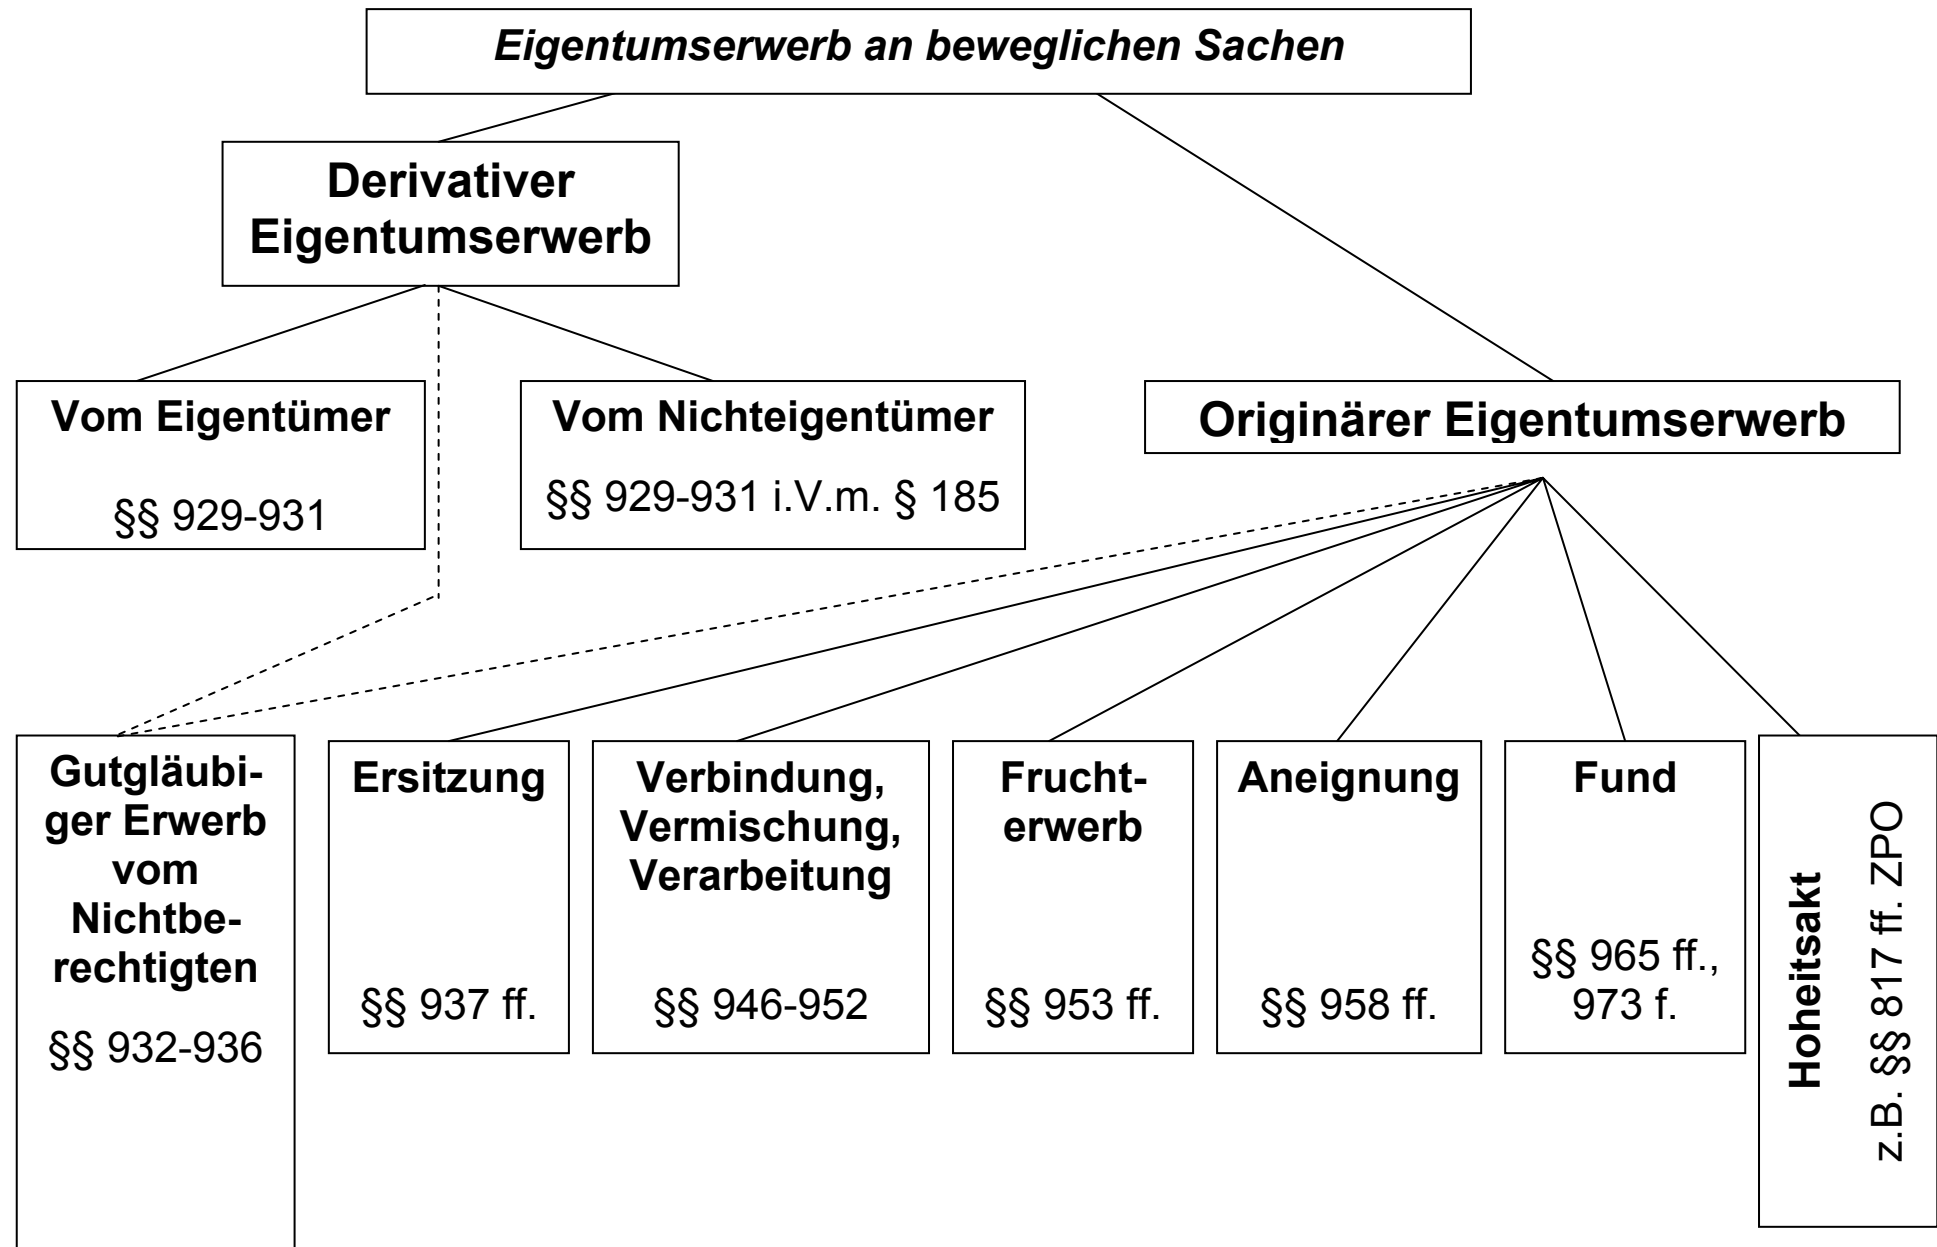 Eigentumserwerb an beweglichen Sachen
Derivativer
Eigentumserwerb
Vom Eigentümer
§§ 929-931
Vom Nichteigentümer
§§ 929-931 i.V.m. § 185
Originärer Eigentumserwerb
Gutgläubi-
ger Erwerb
vom
Nichtbe-
rechtigten
§§ 932-936
Ersitzung
§§ 937 ff.
Verbindung,
Vermischung,
Verarbeitung
§§ 946-952
Frucht-
erwerb
§§ 953 ff.
Aneignung
§§ 958 ff.
Fund
§§ 965 ff.,
973 f.
Hoheitsakt
z.B. §§ 817 ff. ZPO